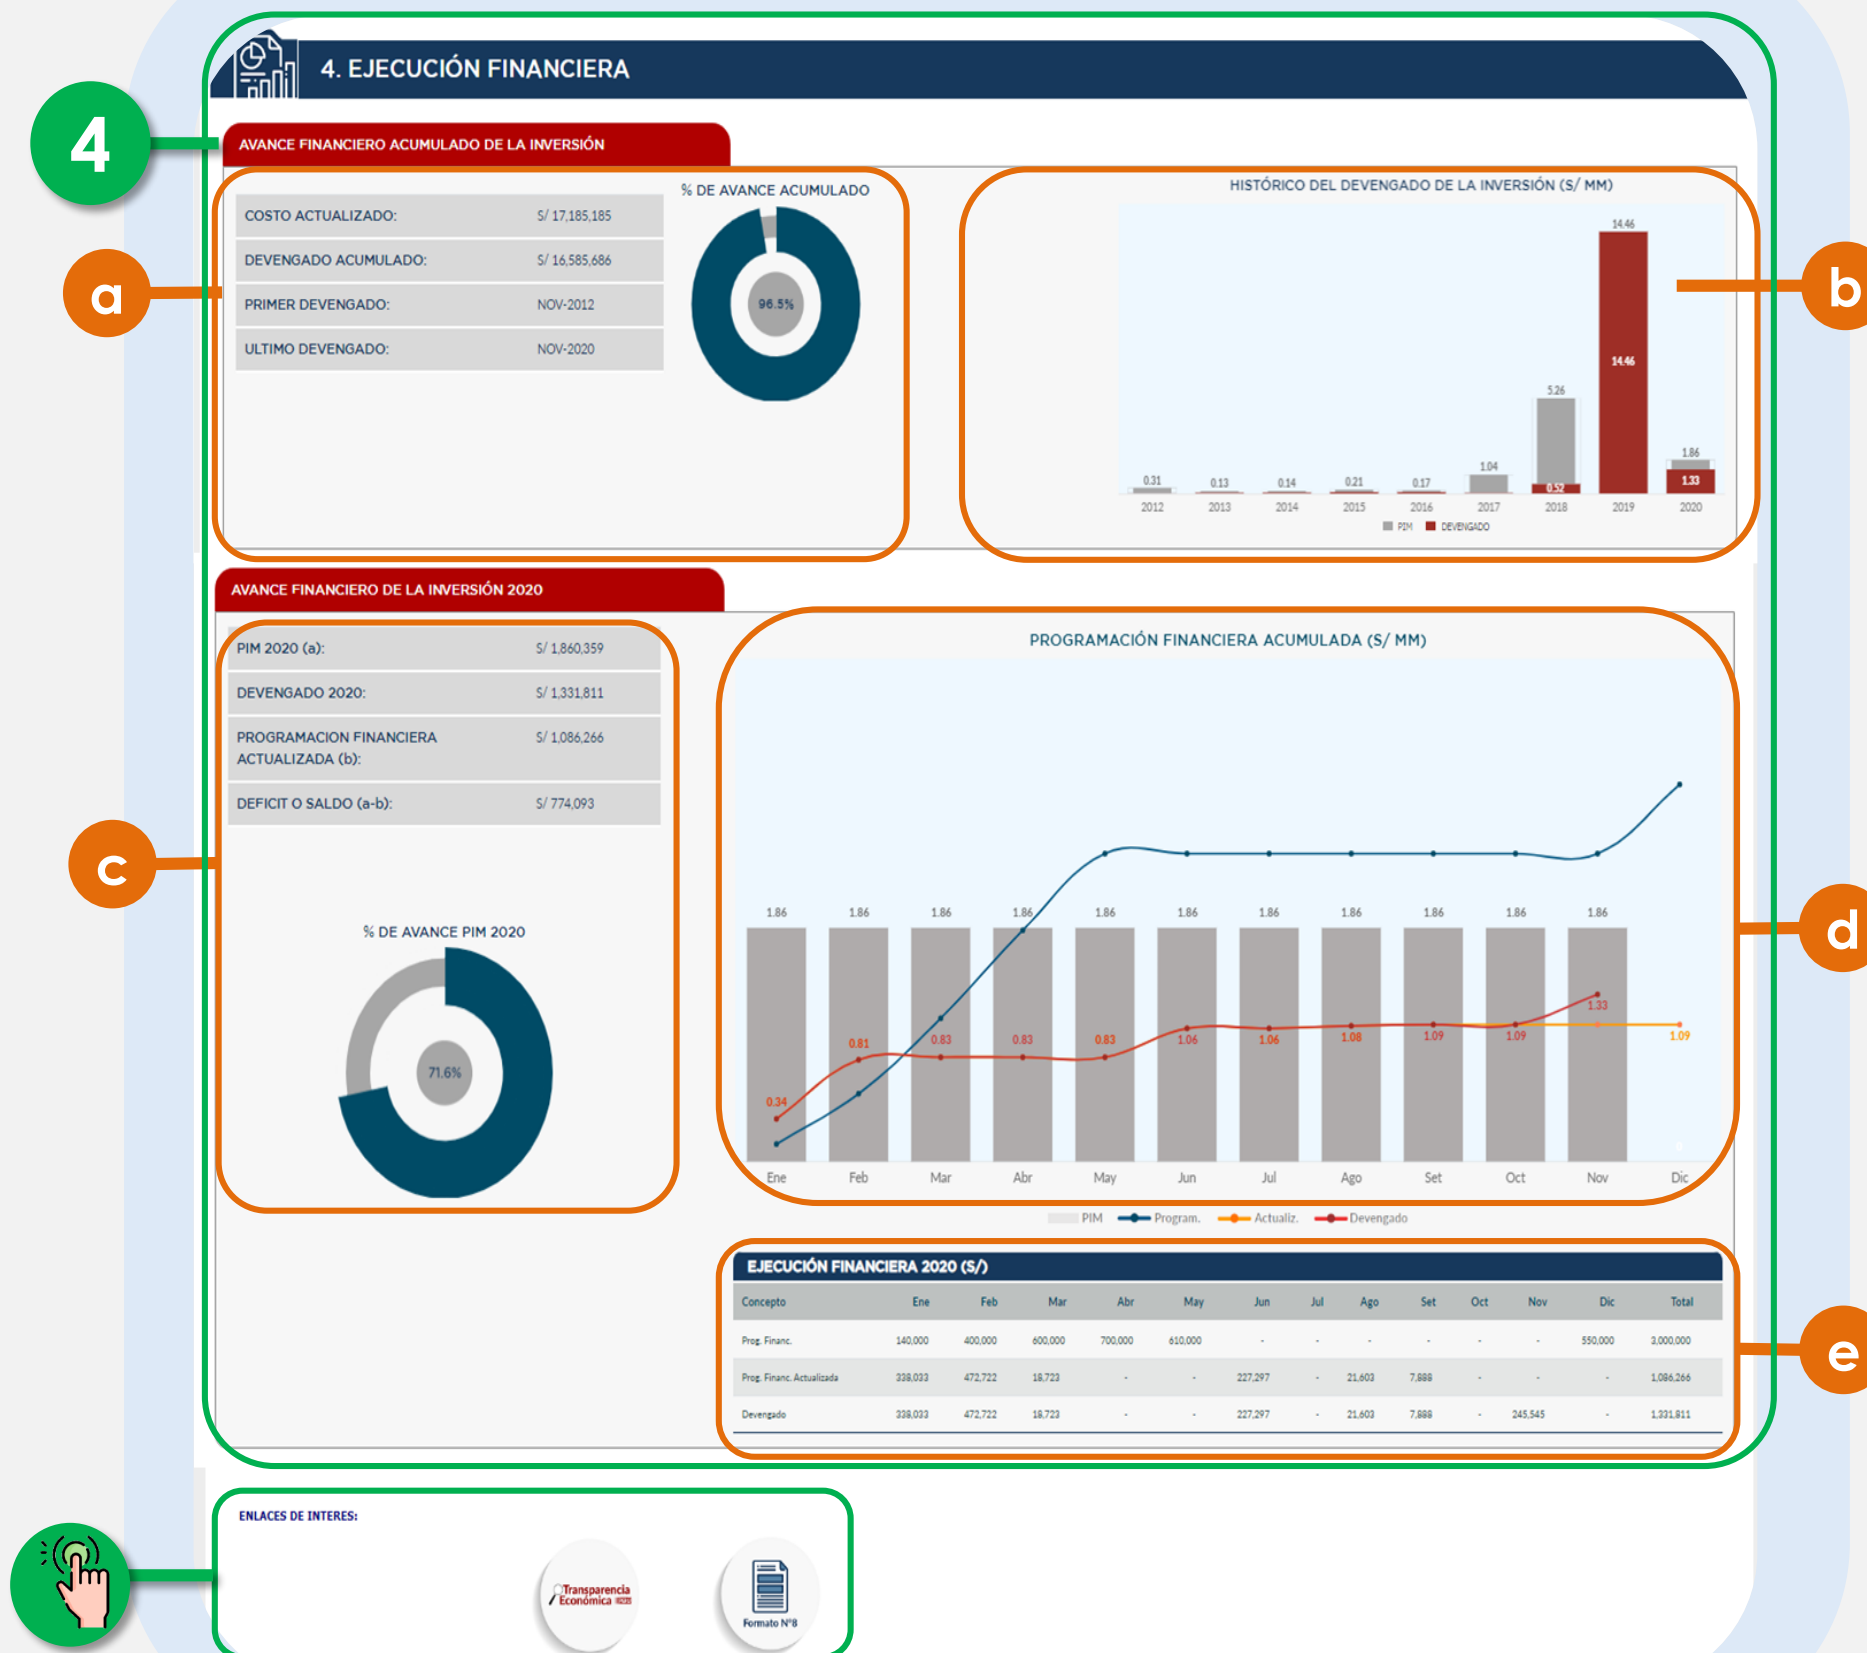 4. EJECUCIÓN FINANCIERA
4
AVANCE FINANCIERO ACUMULADO DE LA INVERSIÓN
a
COSTO ACTUALIZADO: S/ 17,185,185
DEVENGADO ACUMULADO: S/ 16,585,686
PRIMER DEVENGADO: NOV-2012
ULTIMO DEVENGADO: NOV-2020
% DE AVANCE ACUMULADO
96.5%
b
HISTÓRICO DEL DEVENGADO DE LA INVERSIÓN (S/ MM)
14.46
14.46
5.26
0.52
1.86
1.33
0.31 0.13 0.14 0.21 0.17 1.04
2012 2013 2014 2015 2016 2017 2018 2019 2020
PIM DEVENGADO
AVANCE FINANCIERO DE LA INVERSIÓN 2020
c
PIM 2020 (a): S/ 1,860,359
DEVENGADO 2020: S/ 1,331,811
PROGRAMACION FINANCIERA S/ 1,086,266
ACTUALIZADA (b):
DEFICIT O SALDO (a-b): S/ 774,093
% DE AVANCE PIM 2020
71.6%
d
PROGRAMACIÓN FINANCIERA ACUMULADA (S/ MM)
1.86 1.86 1.86 1.86 1.86 1.86 1.86 1.86 1.86 1.86 1.86
0.34 0.81 0.83 0.83 0.83 1.06 1.06 1.08 1.09 1.09 1.33 1.09
Ene Feb Mar Abr May Jun Jul Ago Set Oct Nov Dic
PIM Program. Actualiz. Devengado
e
EJECUCIÓN FINANCIERA 2020 (S/)
Concepto Ene Feb Mar Abr May Jun Jul Ago Set Oct Nov Dic Total
Prog. Financ. 140,000 400,000 600,000 700,000 610,000 - - - - - - 550,000 3,000,000
Prog. Financ. Actualizada 338,033 472,722 18,723 - - 227,297 - 21,603 7,888 - - - 1,086,266
Devengado 338,033 472,722 18,723 - - 227,297 - 21,603 7,888 - 245,545 - 1,331,811
ENLACES DE INTERES:
Transparencia
Económica
Formato N°8